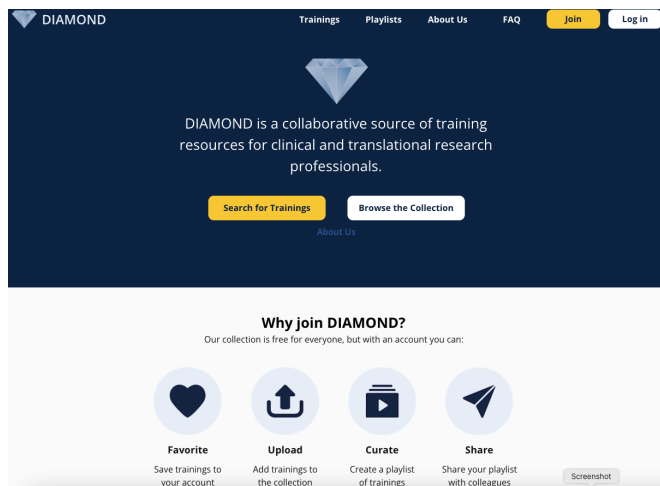 DIAMOND
Trainings Playlists About Us FAQ Join Log in
DIAMOND is a collaborative source of training
resources for clinical and translational research
professionals.
Search for Trainings Browse the Collection
About Us
Why join DIAMOND?
Our collection is free for everyone, but with an account you can:
Favorite Upload Curate Share
Save trainings to Add trainings to Create a playlist Share your playlist
your account the collection of trainings with colleagues
Screenshot